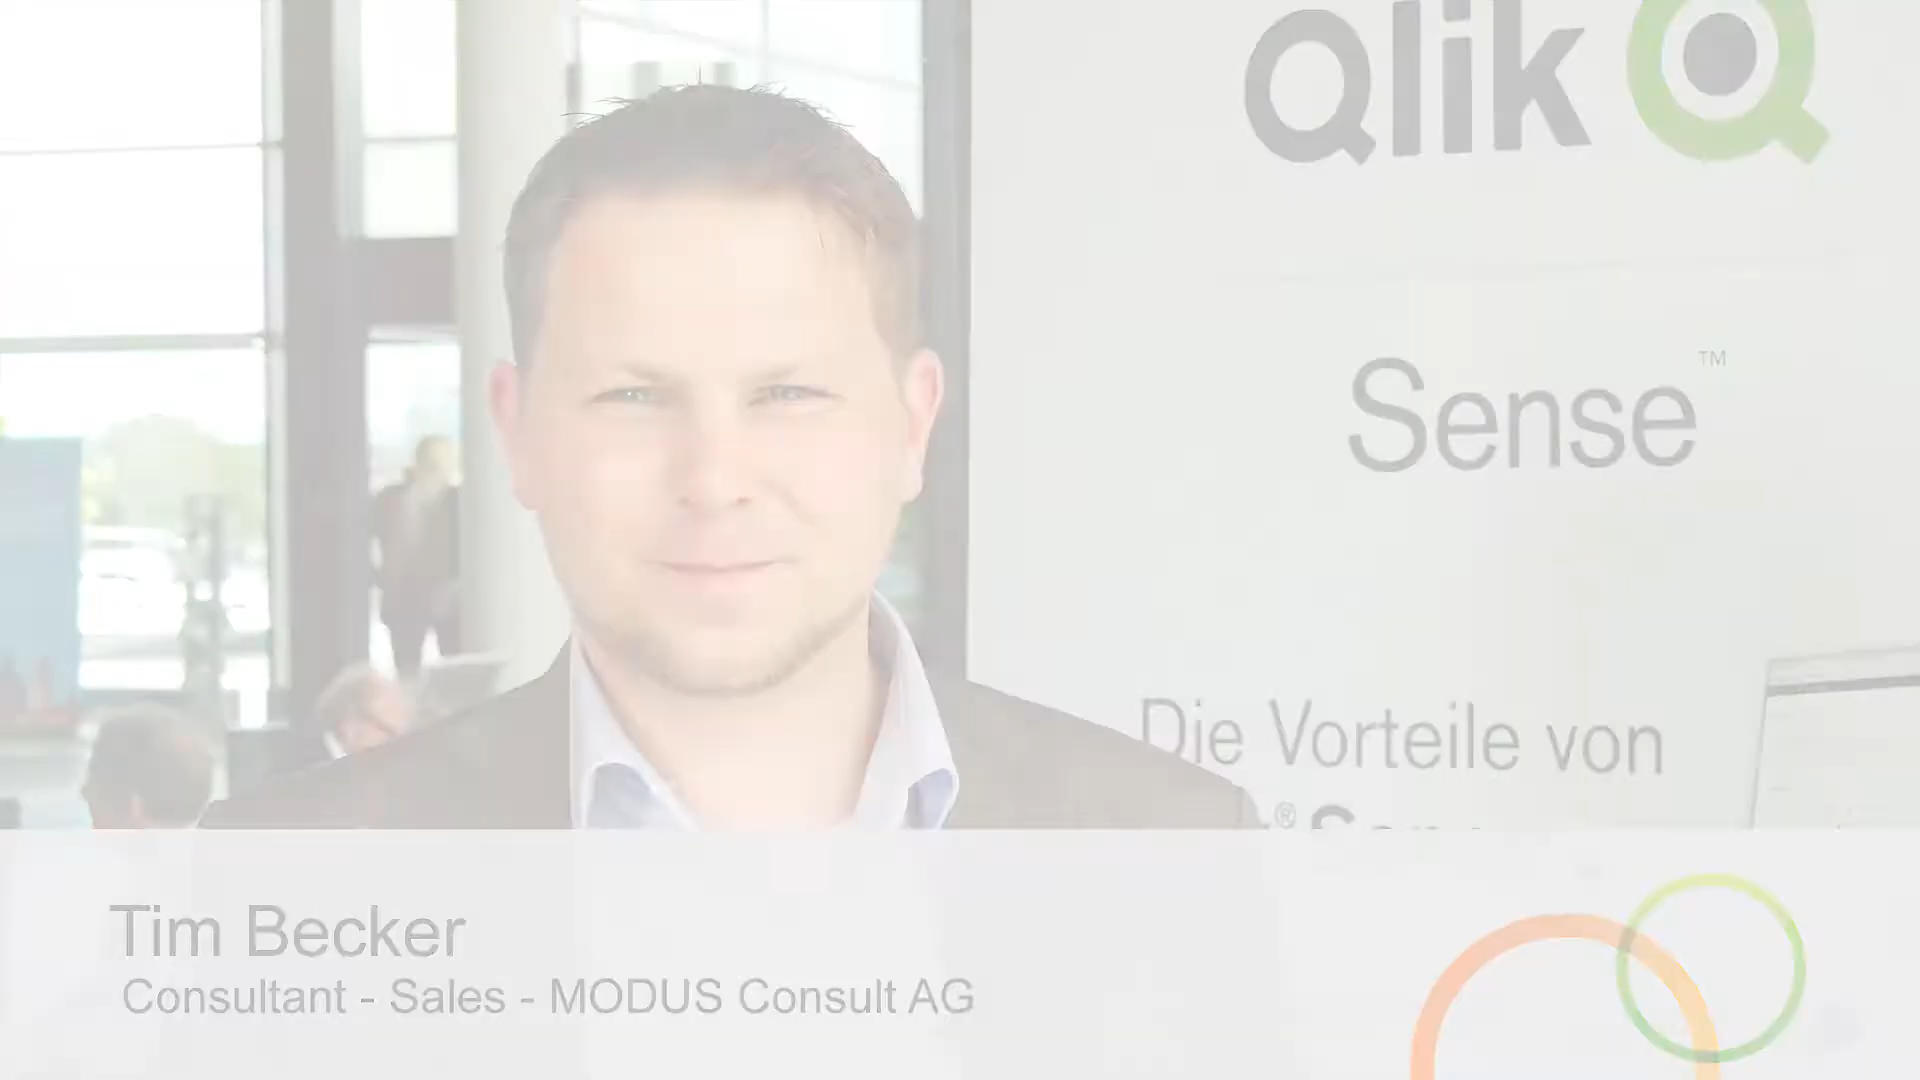 Qlik
Sense™
Die Vorteile von
Tim Becker
Consultant - Sales - MODUS Consult AG